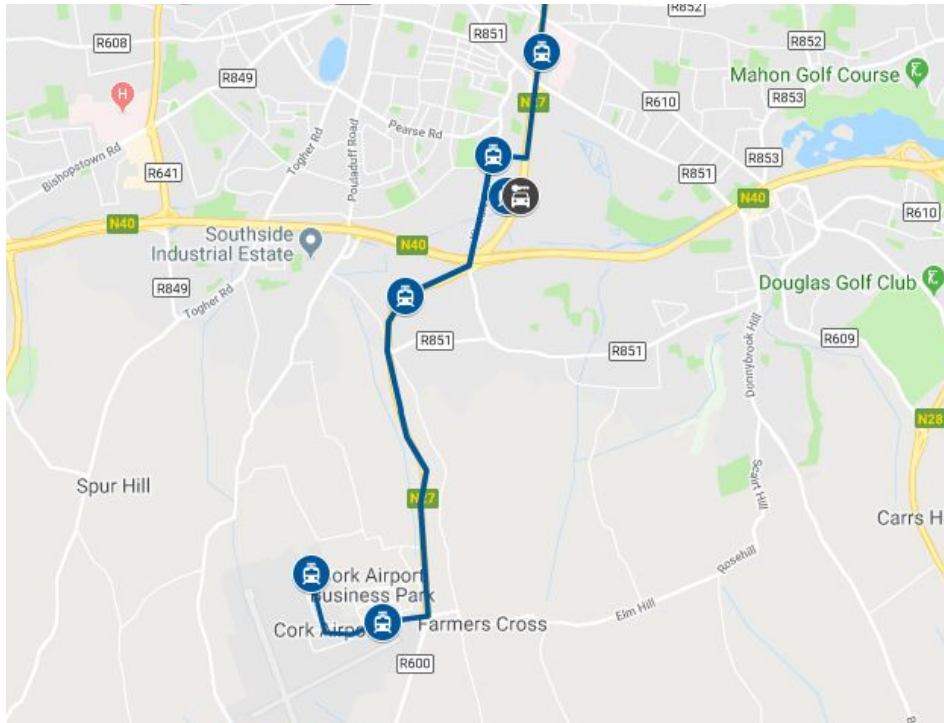 R852
R608
R851
R852
R849
Mahon Golf Course
H
N27
R610
R853
Pearse Rd
Togher Rd
Pouladuff Road
Bishopstown Rd
R641
R853
R851
N40
N40
R610
Southside
Industrial Estate
N40
R849
Togher Rd
Douglas Golf Club
R851
R851
Donnybrook Hill
R609
N28
Spur Hill
Scairt Hill
N27
Carrs H
Rosehill
ork Airport
Business Park
Elm Hill
Cork Airpo
Farmers Cross
R600